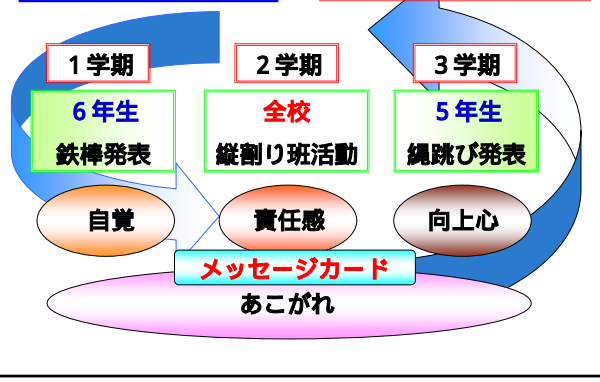 1学期
6年生
鉄棒発表
自覚
2学期
全校
縦割り班活動
責任感
3学期
5年生
縄跳び発表
向上心
メッセージカード
あこがれ